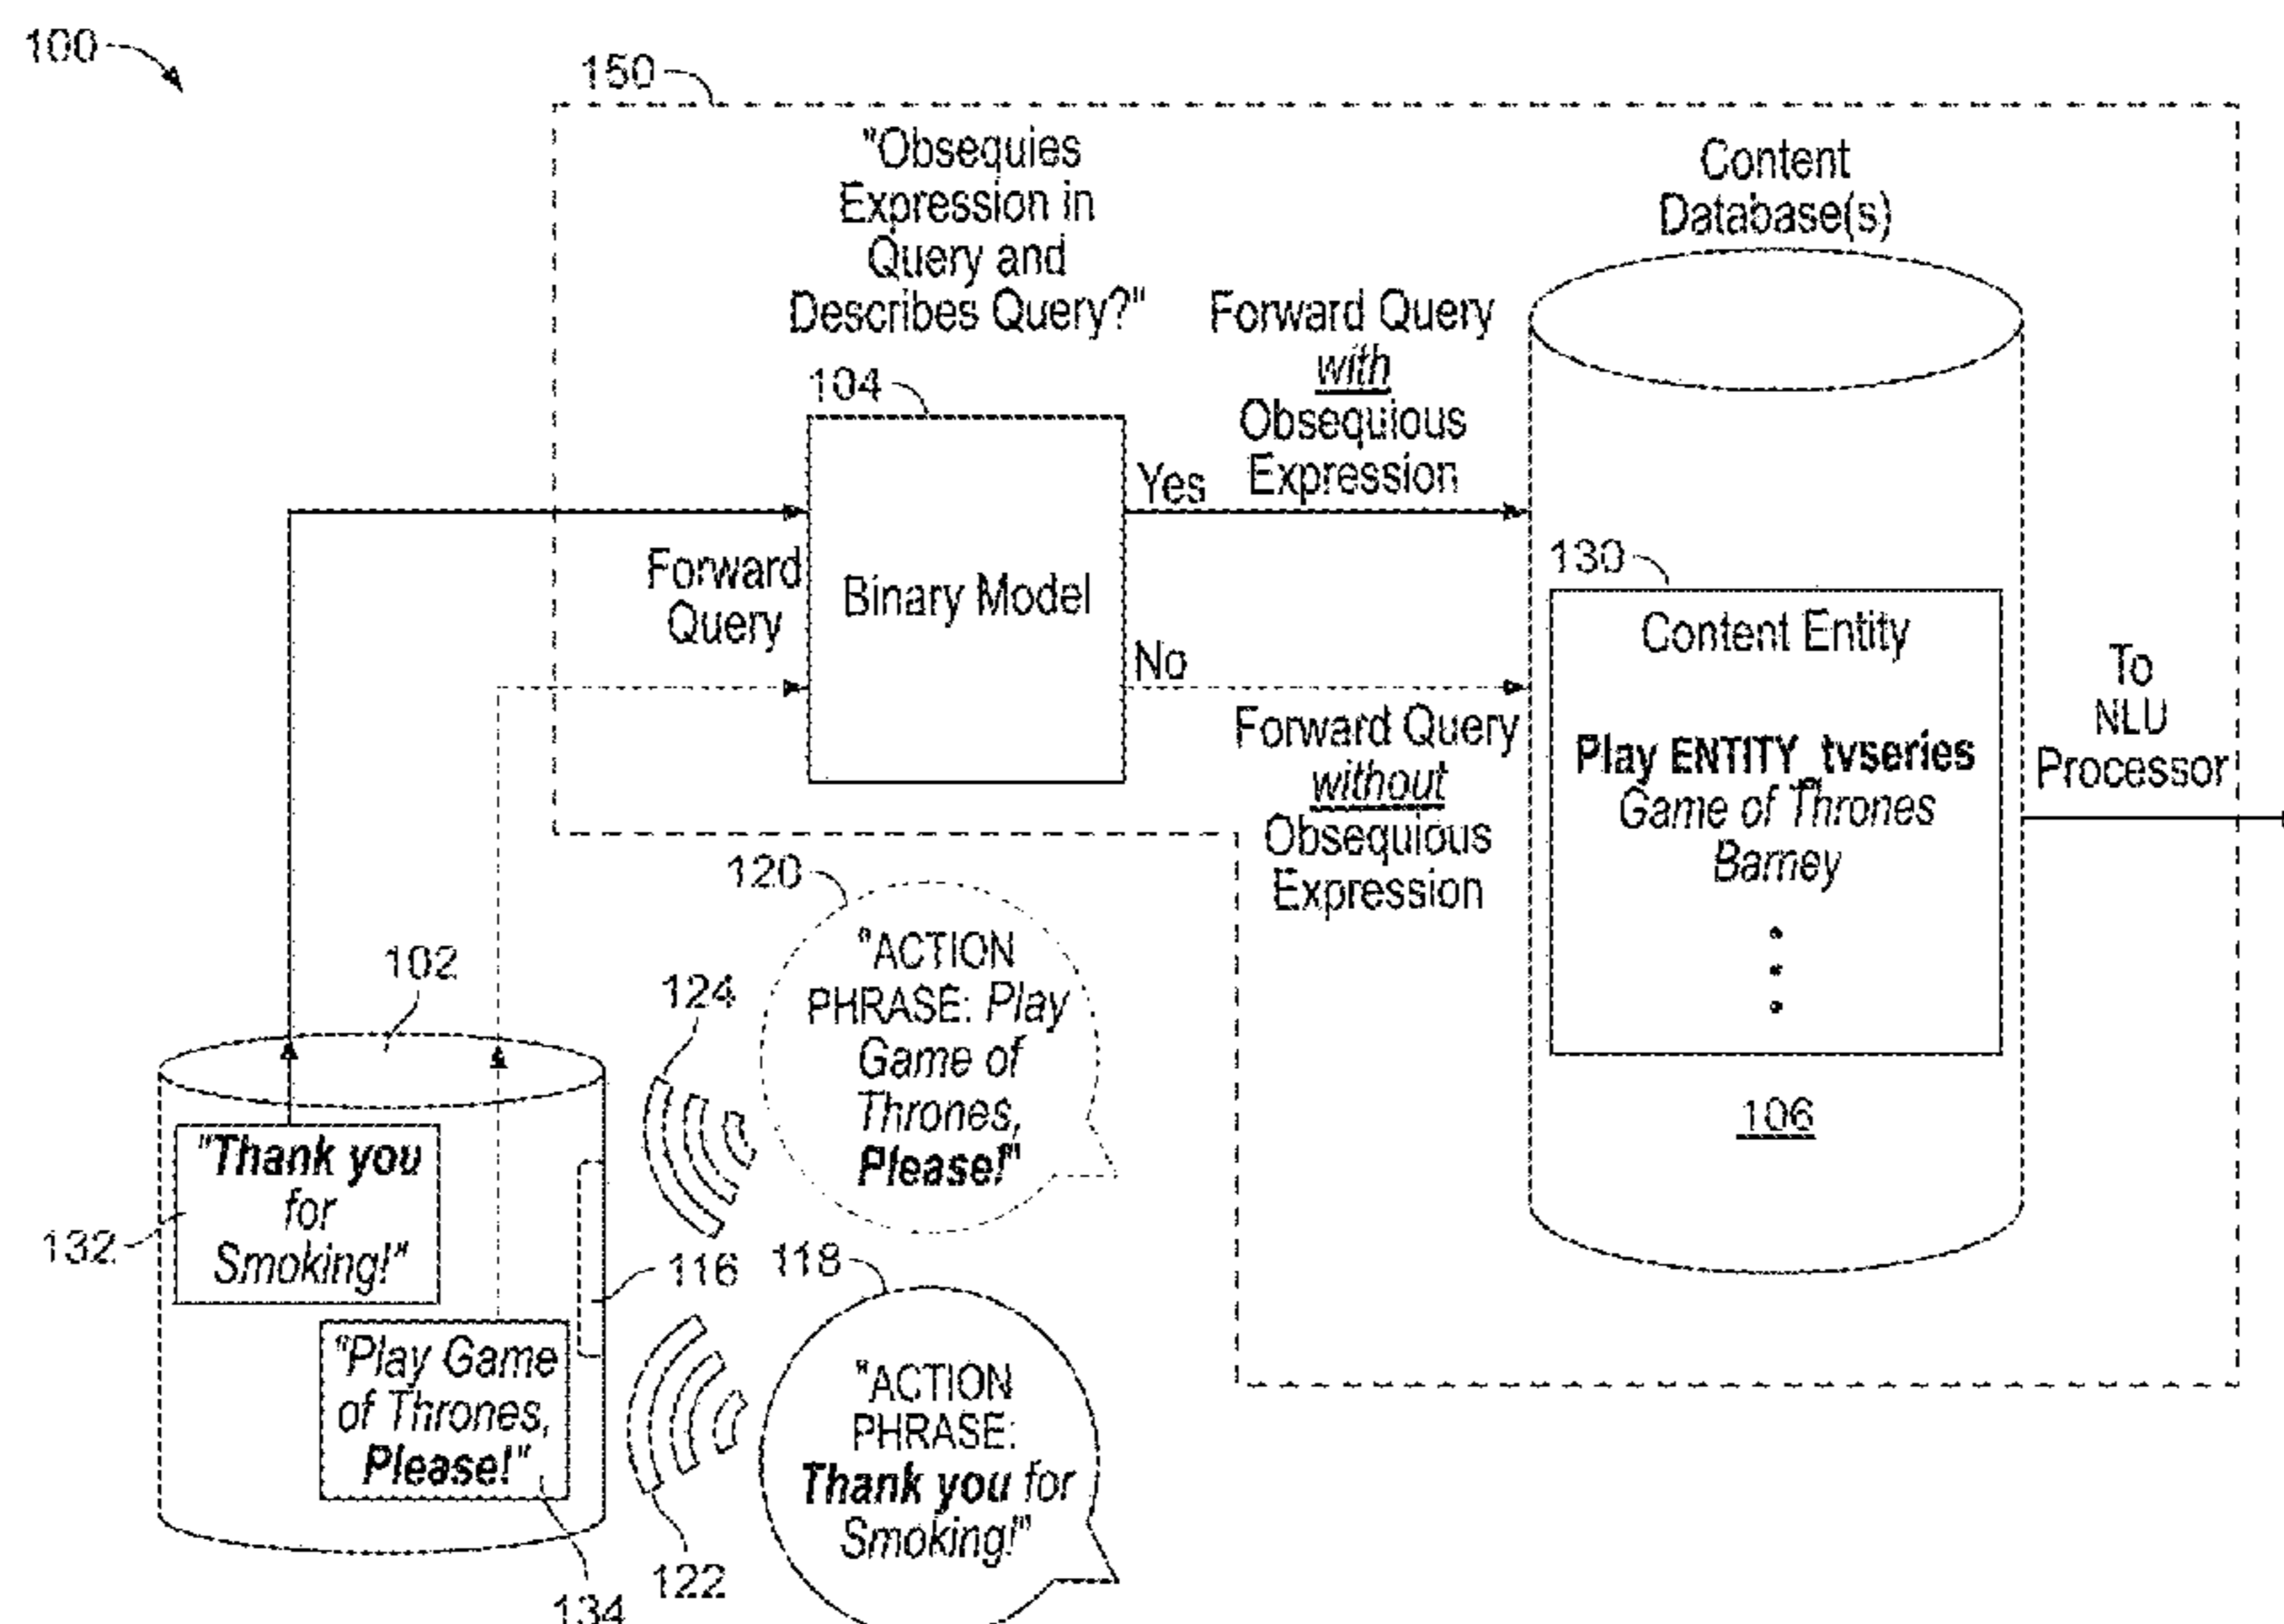 100
150
"Obsequies
Expression in
Query and
Describes Query?"
Content
Database(s)
104
Forward Query
with
Obsequious
Expression
Yes
Forward
Query
Binary Model
No
Forward Query
without
Obsequious
Expression
130
Content Entity
Play ENTITY_tvseries
Game of Thrones
Barney
106
To
NLU
Processor
120
"ACTION
PHRASE: Play
Game of
Thrones,
Please!"
102
124
"Thank you
for
Smoking!"
132
116
118
"Play Game
of Thrones,
Please!"
"ACTION
PHRASE:
Thank you for
Smoking!"
122
134